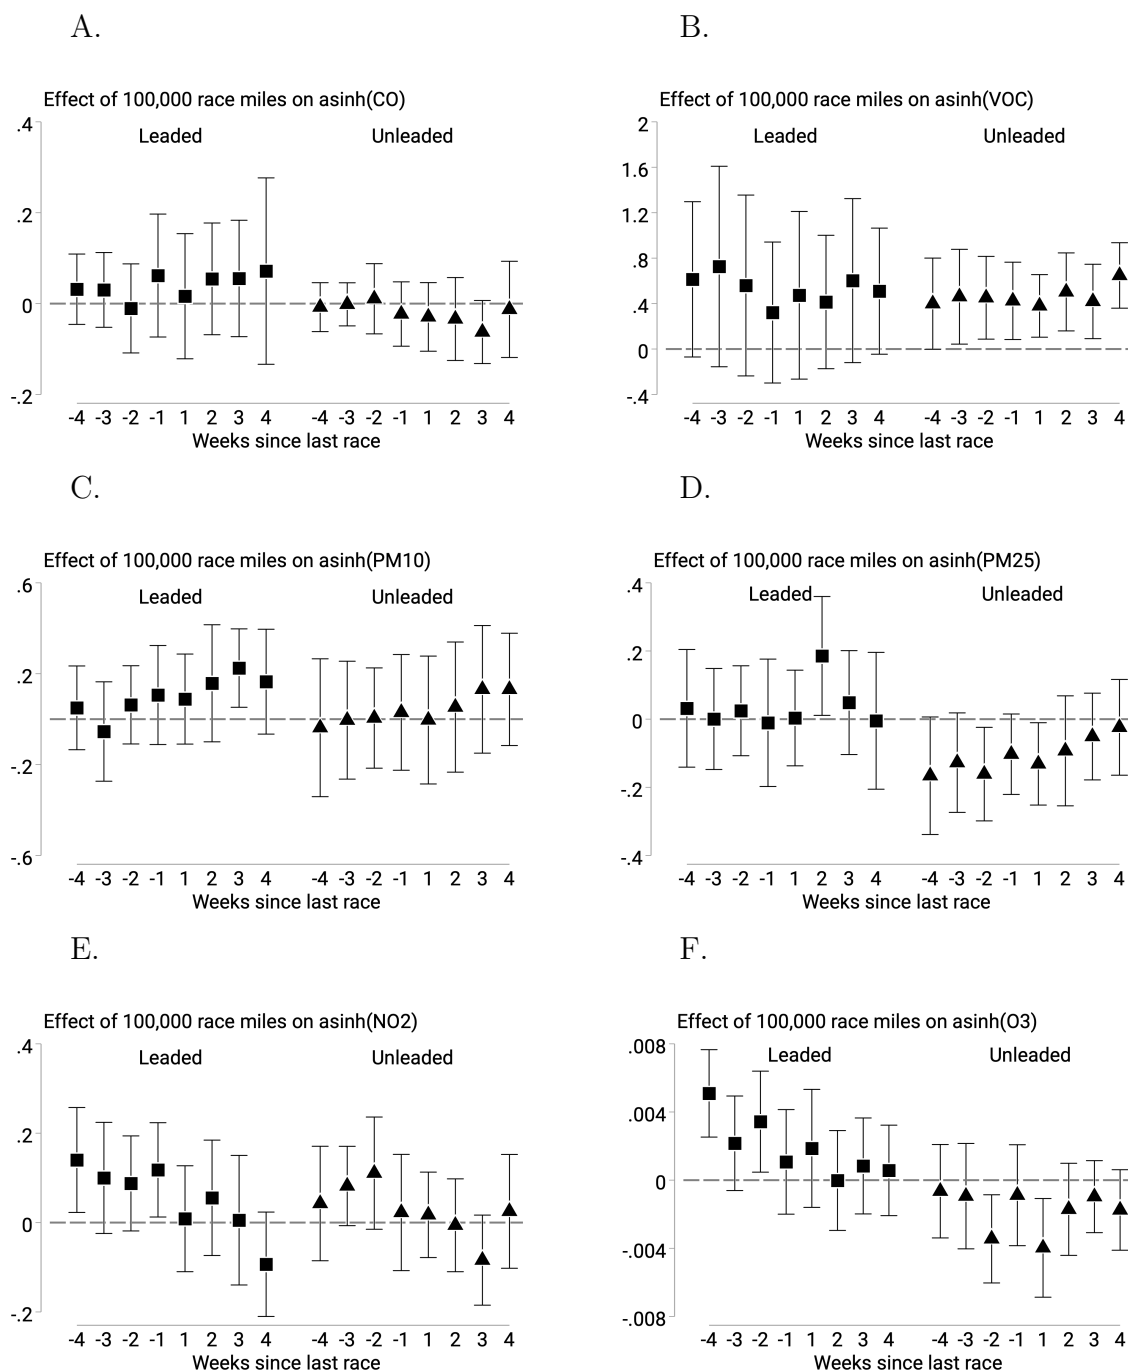 A.
Effect of 100,000 race miles on asinh(CO)
.4
Leaded Unleaded
.2
0
-.2
-4 -3 -2 -1 1 2 3 4 -4 -3 -2 -1 1 2 3 4
Weeks since last race
B.
Effect of 100,000 race miles on asinh(VOC)
2
Leaded Unleaded
1.6
1.2
.8
.4
0
-.4
-4 -3 -2 -1 1 2 3 4 -4 -3 -2 -1 1 2 3 4
Weeks since last race
C.
Effect of 100,000 race miles on asinh(PM10)
.6
Leaded Unleaded
.2
-.2
-.6
-4 -3 -2 -1 1 2 3 4 -4 -3 -2 -1 1 2 3 4
Weeks since last race
D.
Effect of 100,000 race miles on asinh(PM25)
.4
Leaded Unleaded
.2
0
-.2
-.4
-4 -3 -2 -1 1 2 3 4 -4 -3 -2 -1 1 2 3 4
Weeks since last race
E.
Effect of 100,000 race miles on asinh(NO2)
.4
Leaded Unleaded
.2
0
-.2
-4 -3 -2 -1 1 2 3 4 -4 -3 -2 -1 1 2 3 4
Weeks since last race
F.
Effect of 100,000 race miles on asinh(O3)
.008
Leaded Unleaded
.004
0
-.004
-.008
-4 -3 -2 -1 1 2 3 4 -4 -3 -2 -1 1 2 3 4
Weeks since last race